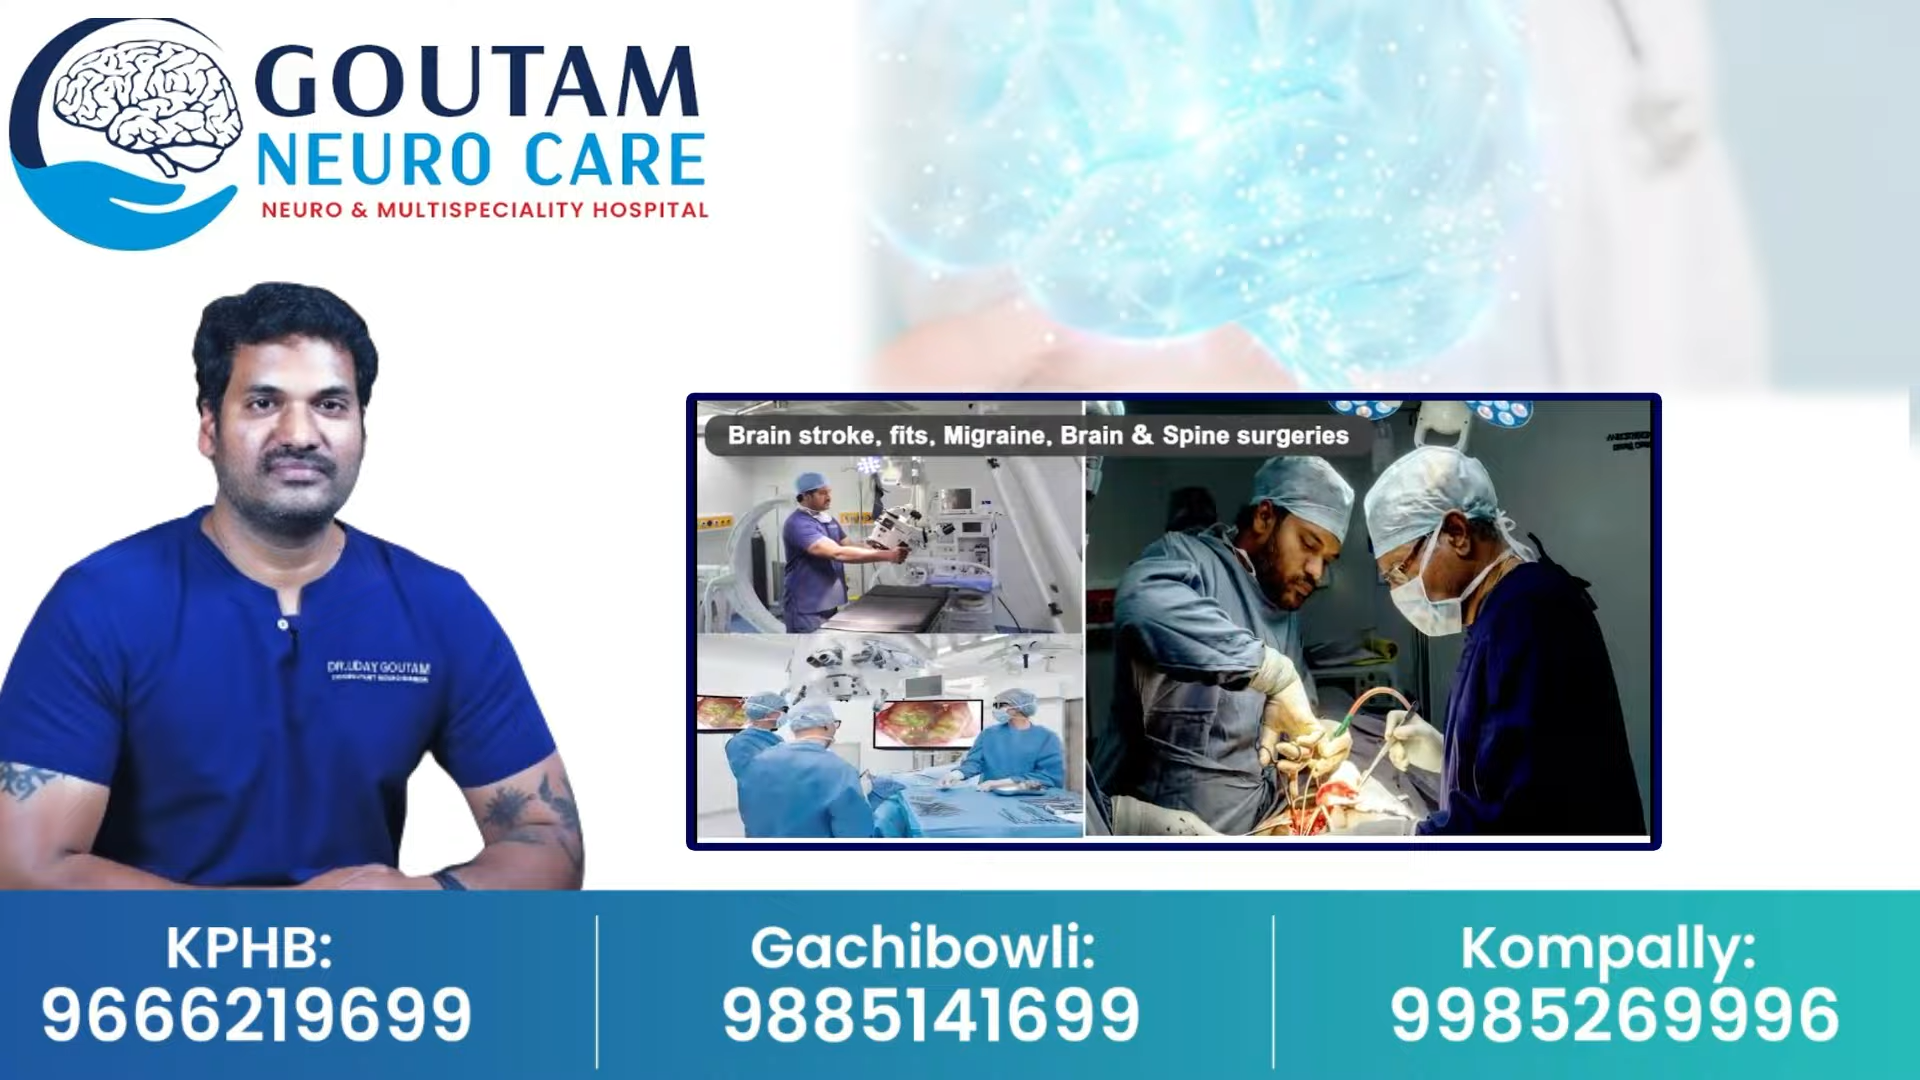 GOUTAM
NEURO CARE
NEURO & MULTISPECIALITY HOSPITAL
Brain stroke, fits, Migraine, Brain & Spine surgeries
DR.UDAY GOUTAM
KPHB:
9666219699
Gachibowli:
9885141699
Kompally:
9985269996